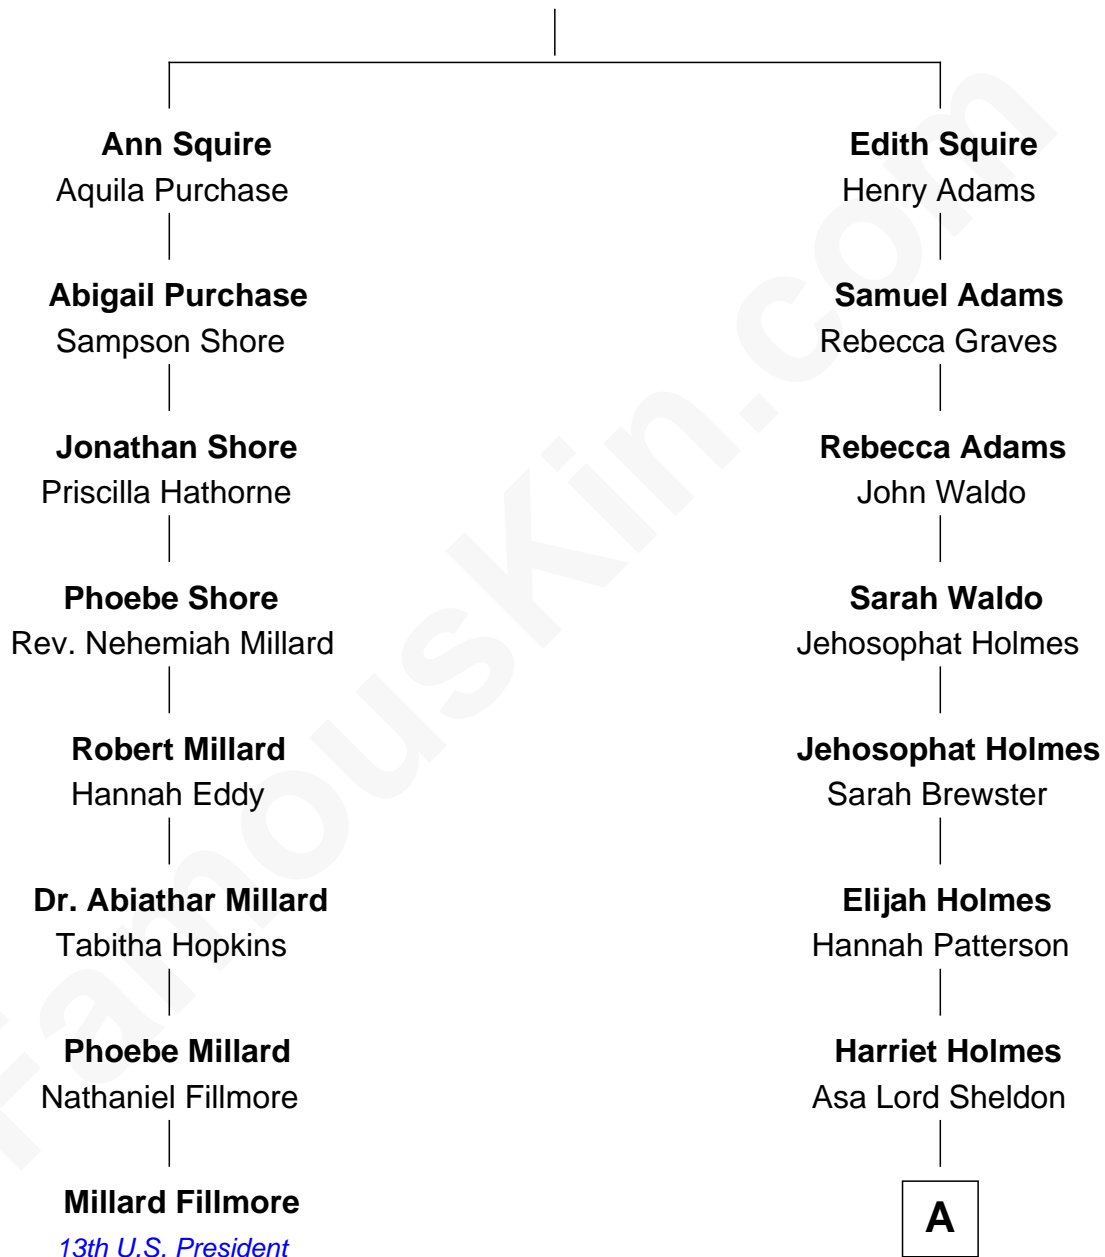 Ann Squire
Aquila Purchase
Abigail Purchase
Sampson Shore
Jonathan Shore
Priscilla Hathorne
Phoebe Shore
Rev. Nehemiah Millard
Robert Millard
Hannah Eddy
Dr. Abiathar Millard
Tabitha Hopkins
Phoebe Millard
Nathaniel Fillmore
Millard Fillmore
13th U.S. President
Edith Squire
Henry Adams
Samuel Adams
Rebecca Graves
Rebecca Adams
John Waldo
Sarah Waldo
Jehosophat Holmes
Jehosophat Holmes
Sarah Brewster
Elijah Holmes
Hannah Patterson
Harriet Holmes
Asa Lord Sheldon
A
FamousKin.com